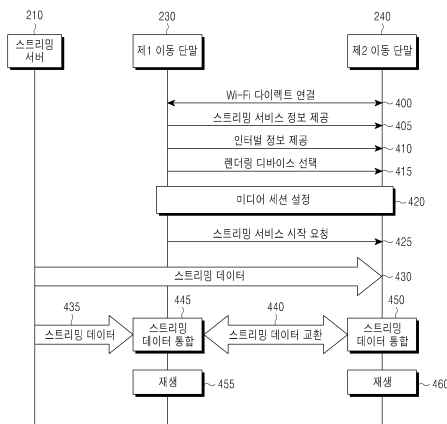 210
230
240
스트리밍
서버
제1 이동 단말
제2 이동 단말
Wi-Fi 다이렉트 연결
400
스트리밍 서비스 정보 제공
405
인터벌 정보 제공
410
렌더링 디바이스 선택
415
미디어 세션 설정
420
스트리밍 서비스 시작 요청
425
스트리밍 데이터
430
435
445
440
450
스트리밍 데이터
스트리밍
데이터 통합
스트리밍 데이터 교환
스트리밍
데이터 통합
재생
455
재생
460